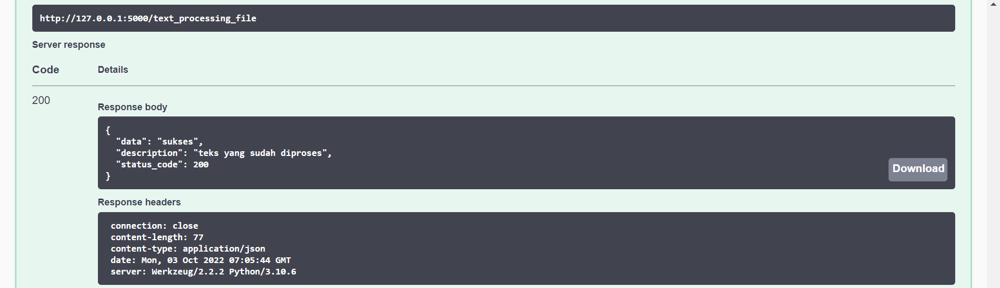 http://127.0.0.1:5000/text_processing_file
Server response
Code Details
200
Response body
{
  "data": "sukses",
  "description": "teks yang sudah diproses",
  "status_code": 200
}
Download
Response headers
connection: close
content-length: 77
content-type: application/json
date: Mon, 03 Oct 2022 07:05:44 GMT
server: Werkzeug/2.2.2 Python/3.10.6